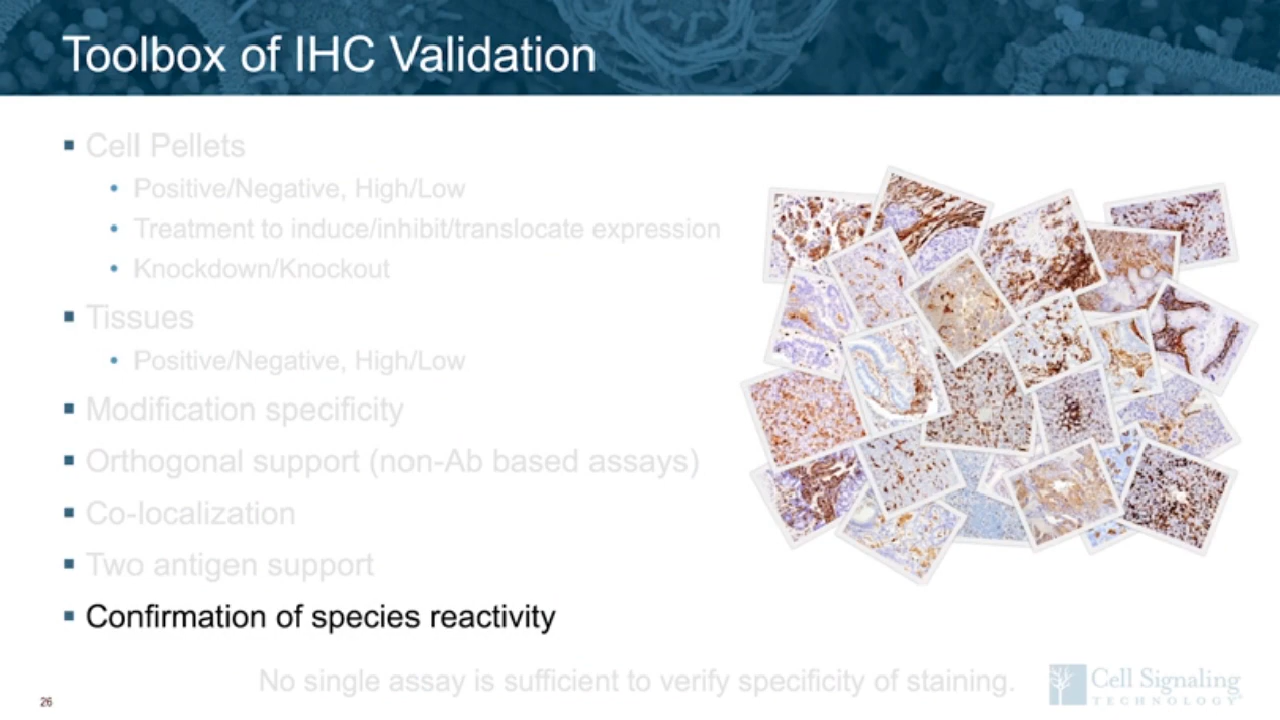 Toolbox of IHC Validation
▪ Cell Pellets
• Positive/Negative, High/Low
• Treatment to induce/inhibit/translocate expression
• Knockdown/Knockout
▪ Tissues
• Positive/Negative, High/Low
▪ Modification specificity
▪ Orthogonal support (non-Ab based assays)
▪ Co-localization
▪ Two antigen support
▪ Confirmation of species reactivity
No single assay is sufficient to verify specificity of staining.
Cell Signaling
TECHNOLOGY
26